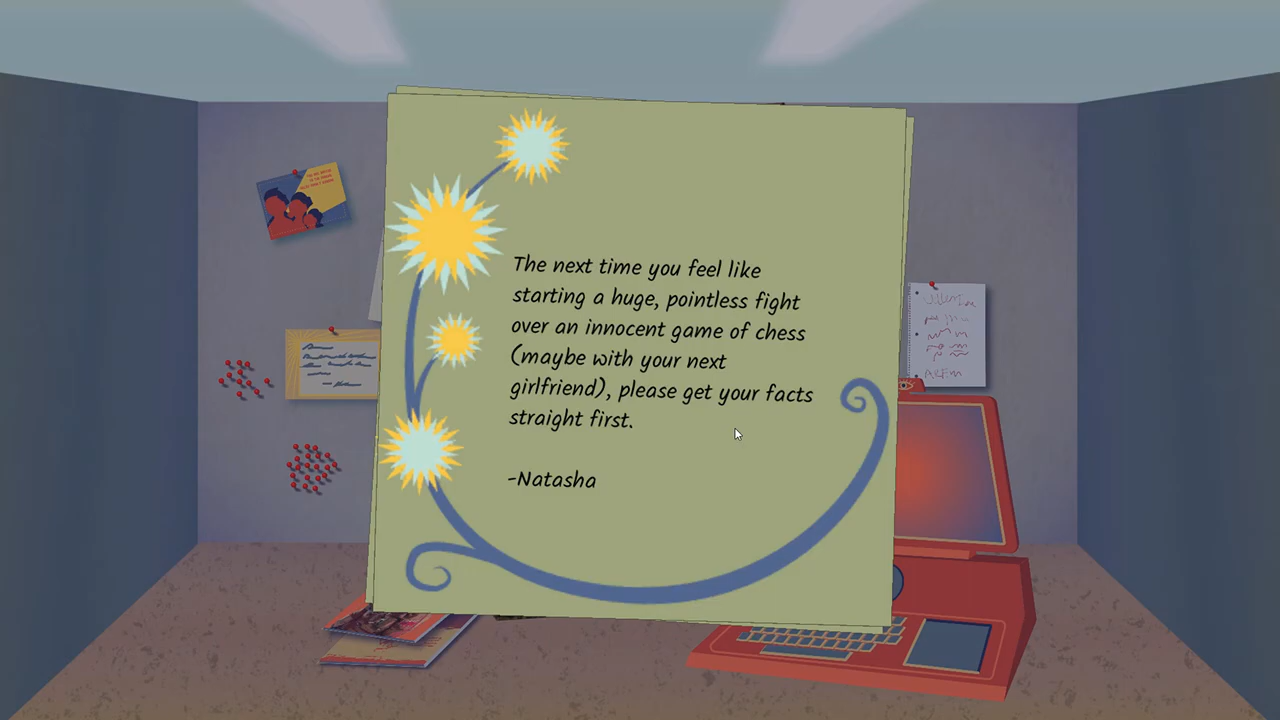 The next time you feel like
starting a huge, pointless fight
over an innocent game of chess
(maybe with your next
girlfriend), please get your facts
straight first.
-Natasha